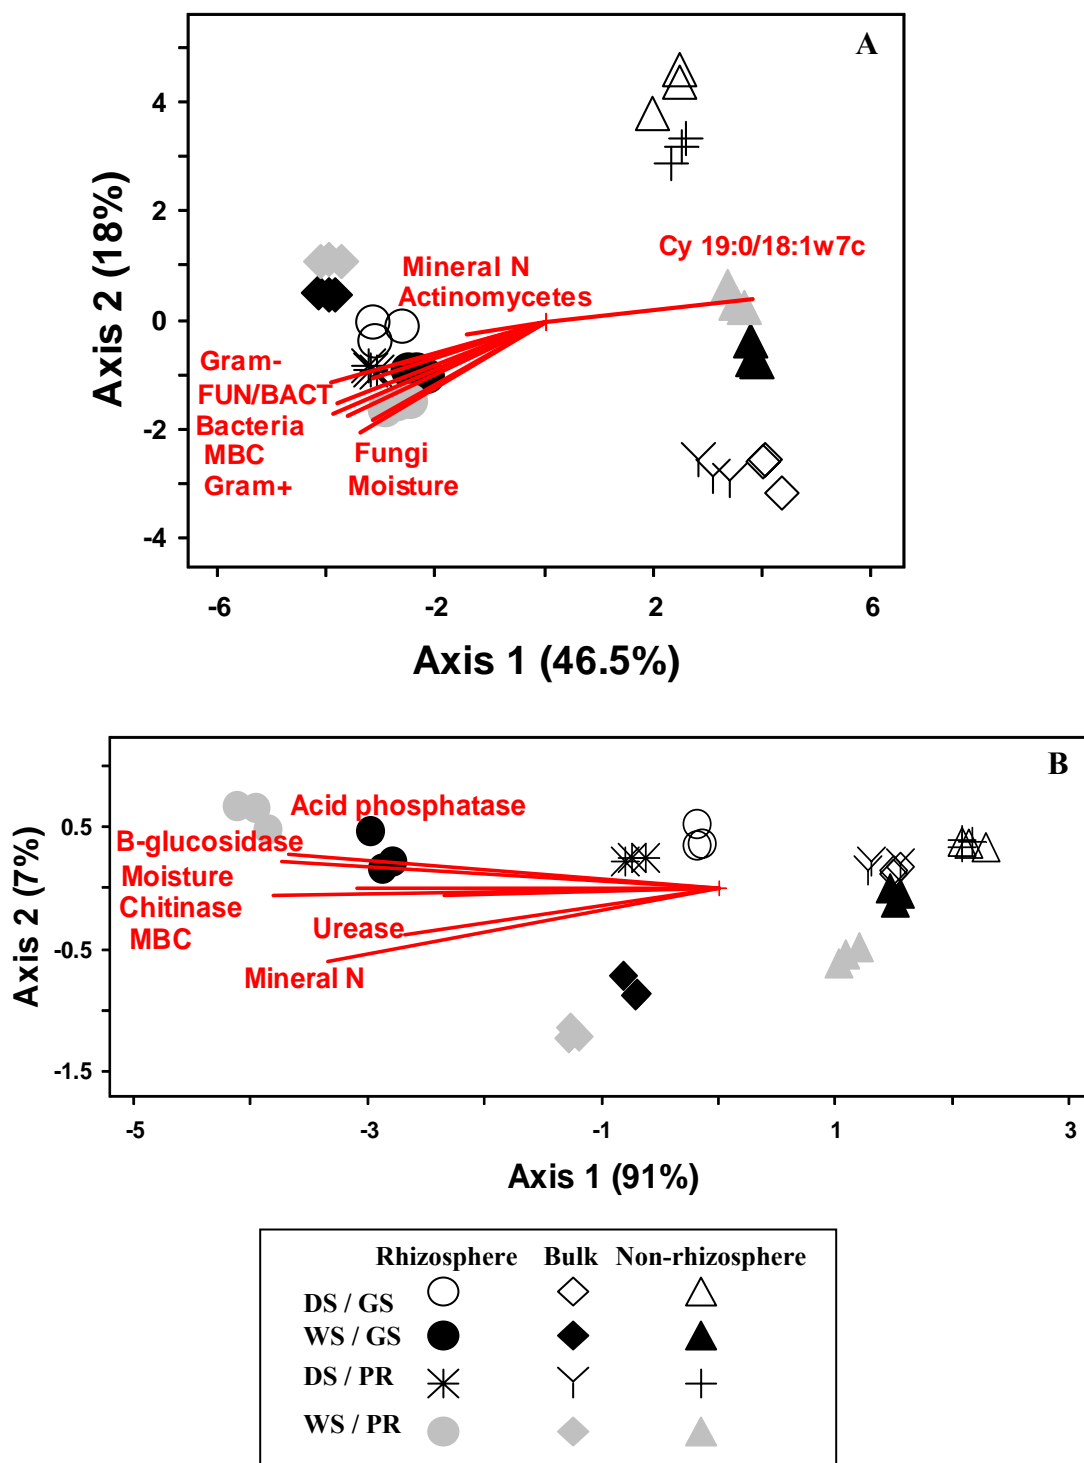 A
4
2
0
-2
-4
Axis 2 (18%)
Cy 19:0/18:1w7c
Mineral N
Actinomycetes
Gram-
FUN/BACT
Bacteria
MBC
Gram+
Fungi
Moisture
-6 -2 2 6
Axis 1 (46.5%)
B
0.5
-0.5
-1.5
Axis 2 (7%)
Acid phosphatase
B-glucosidase
Moisture
Chitinase
MBC
Urease
Mineral N
-5 -3 -1 1 3
Axis 1 (91%)
Rhizosphere Bulk Non-rhizosphere
DS / GS
WS / GS
DS / PR
WS / PR